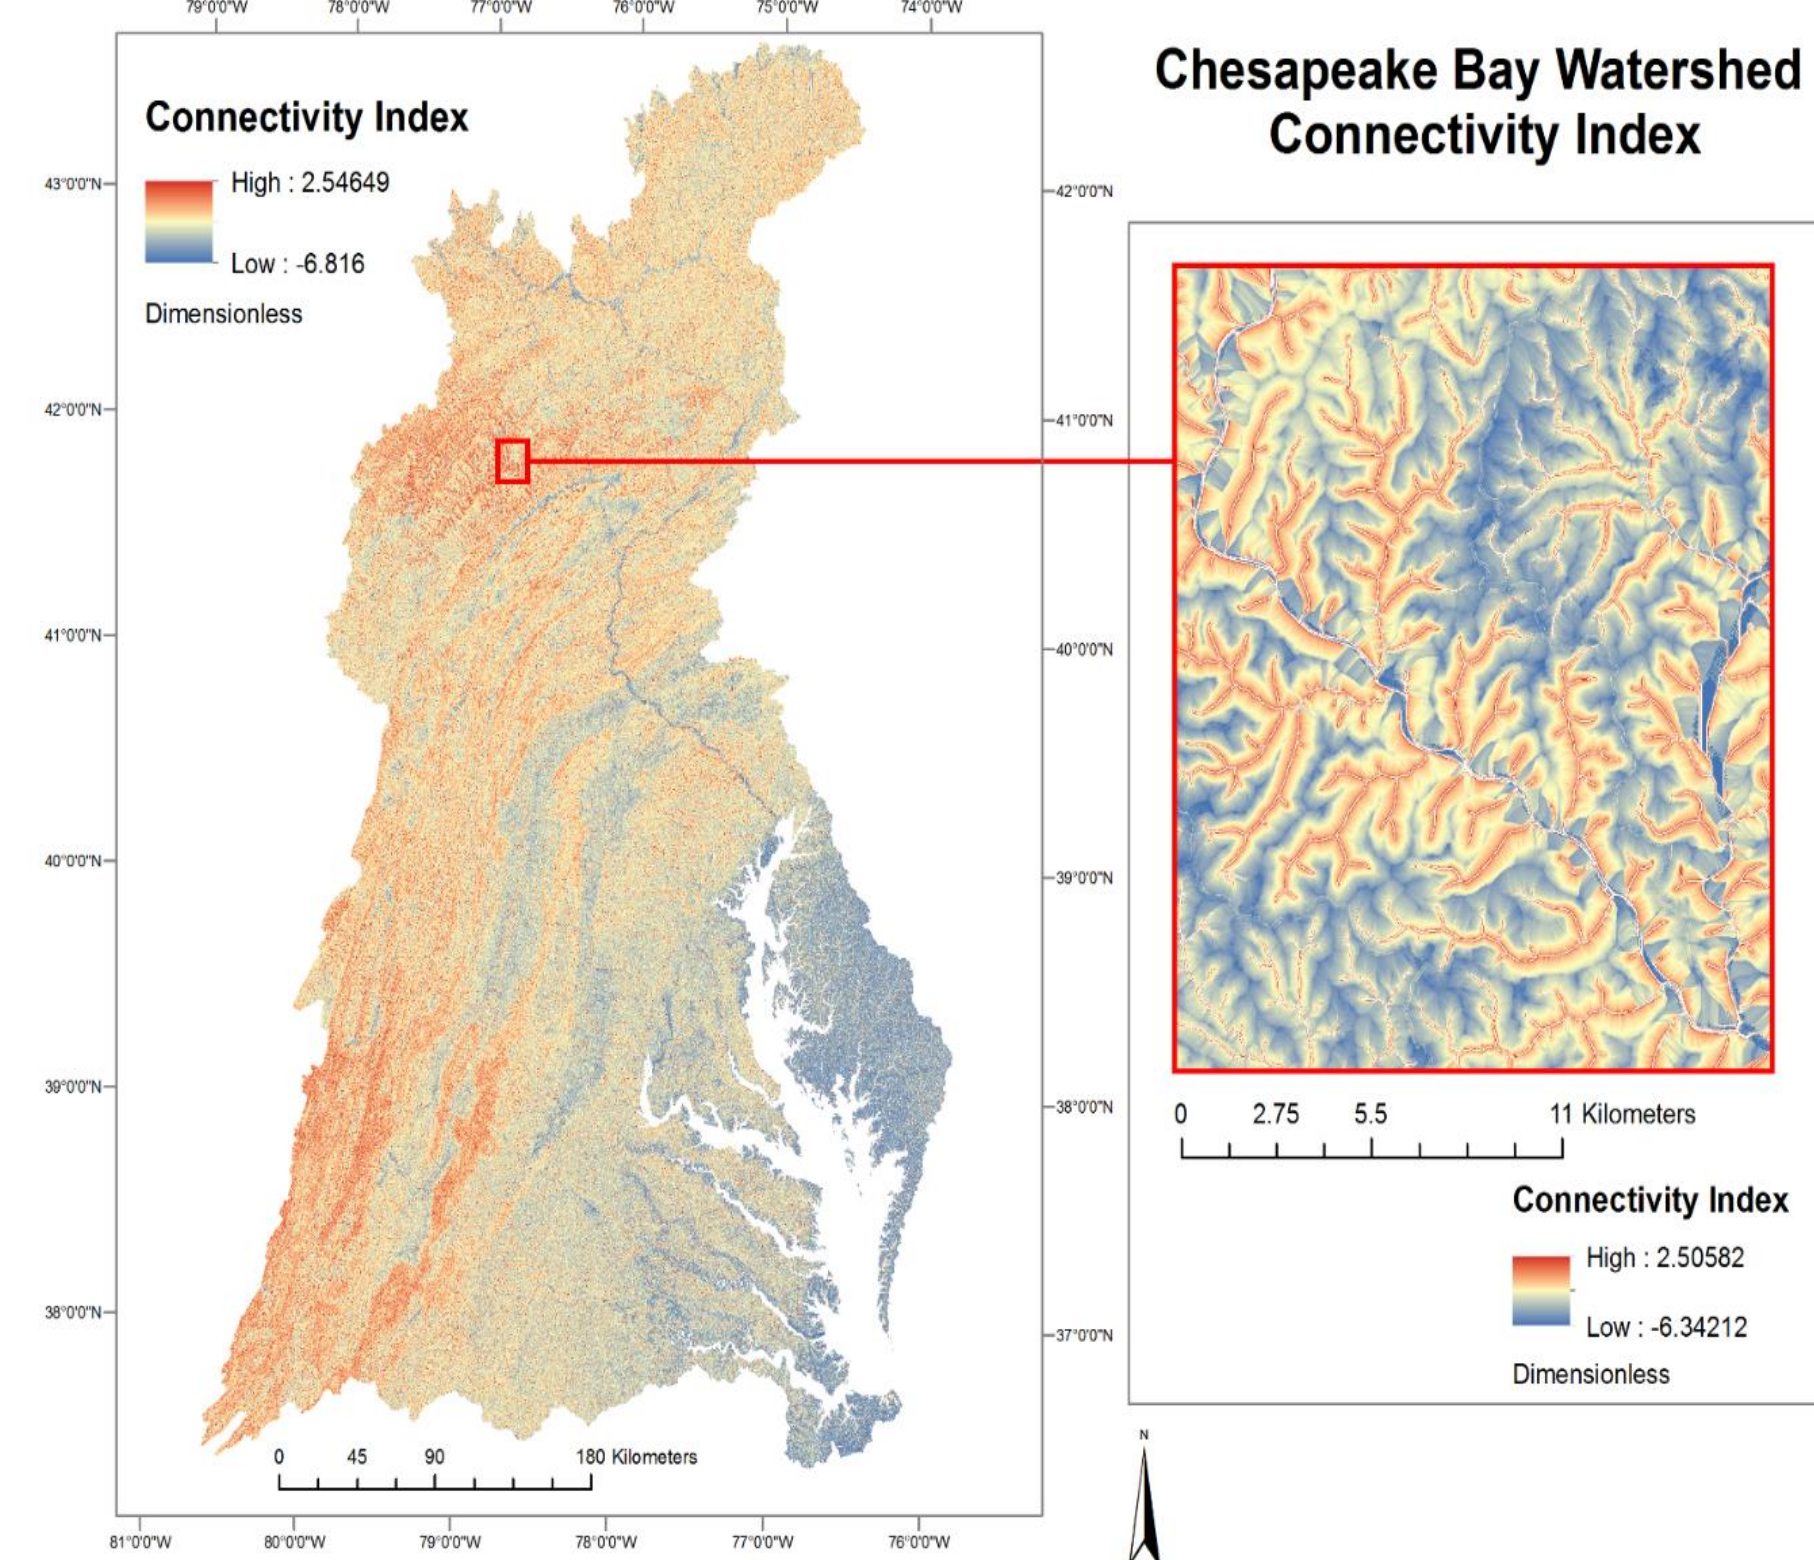 79°0'0"W 78°0'0"W 77°0'0"W 76°0'0"W 75°0'0"W 74°0'0"W
Chesapeake Bay Watershed
Connectivity Index
Connectivity Index
High : 2.54649
Low : -6.816
Dimensionless
43°0'0"N
42°0'0"N
41°0'0"N
40°0'0"N
39°0'0"N
38°0'0"N
42°0'0"N
41°0'0"N
40°0'0"N
39°0'0"N
38°0'0"N
37°0'0"N
0 45 90 180 Kilometers
81°0'0"W 80°0'0"W 79°0'0"W 78°0'0"W 77°0'0"W 76°0'0"W
0 2.75 5.5 11 Kilometers
Connectivity Index
High : 2.50582
Low : -6.34212
Dimensionless
N